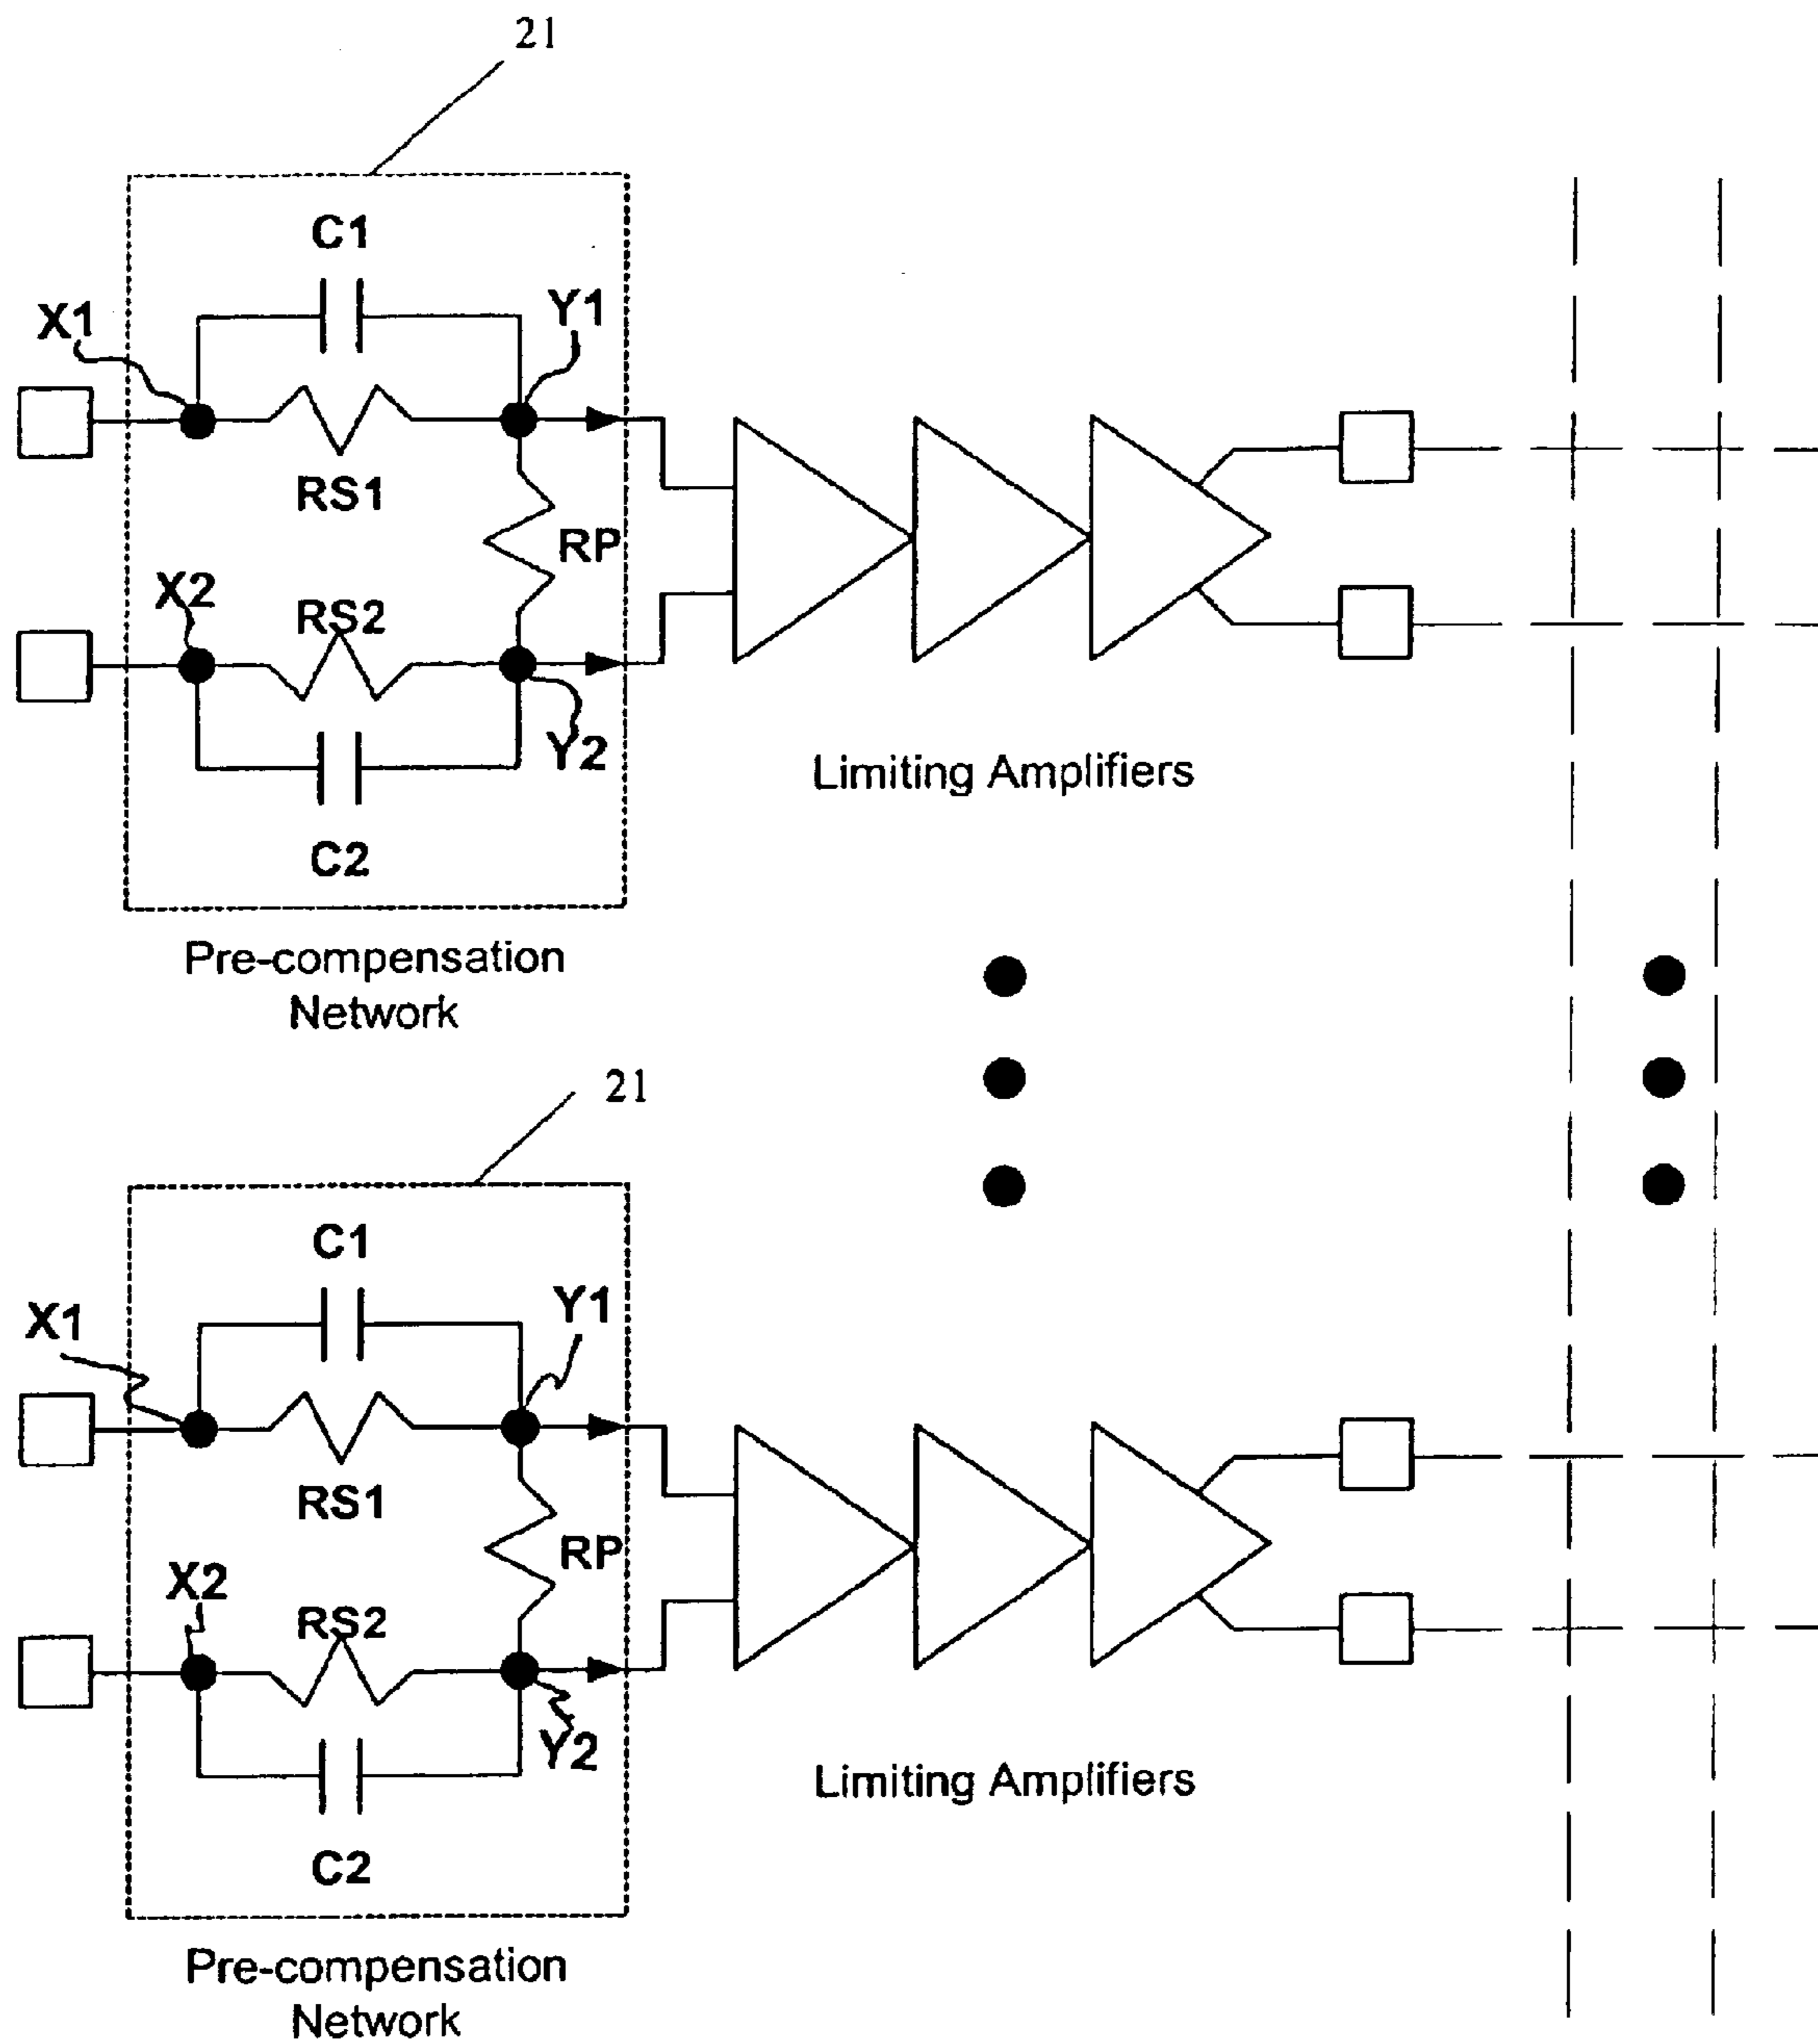 21
C1
X1
Y1
RS1
RP
X2
RS2
Y2
C2
Limiting Amplifiers
Pre-compensation
Network
21
C1
X1
Y1
RS1
RP
X2
RS2
Y2
C2
Limiting Amplifiers
Pre-compensation
Network